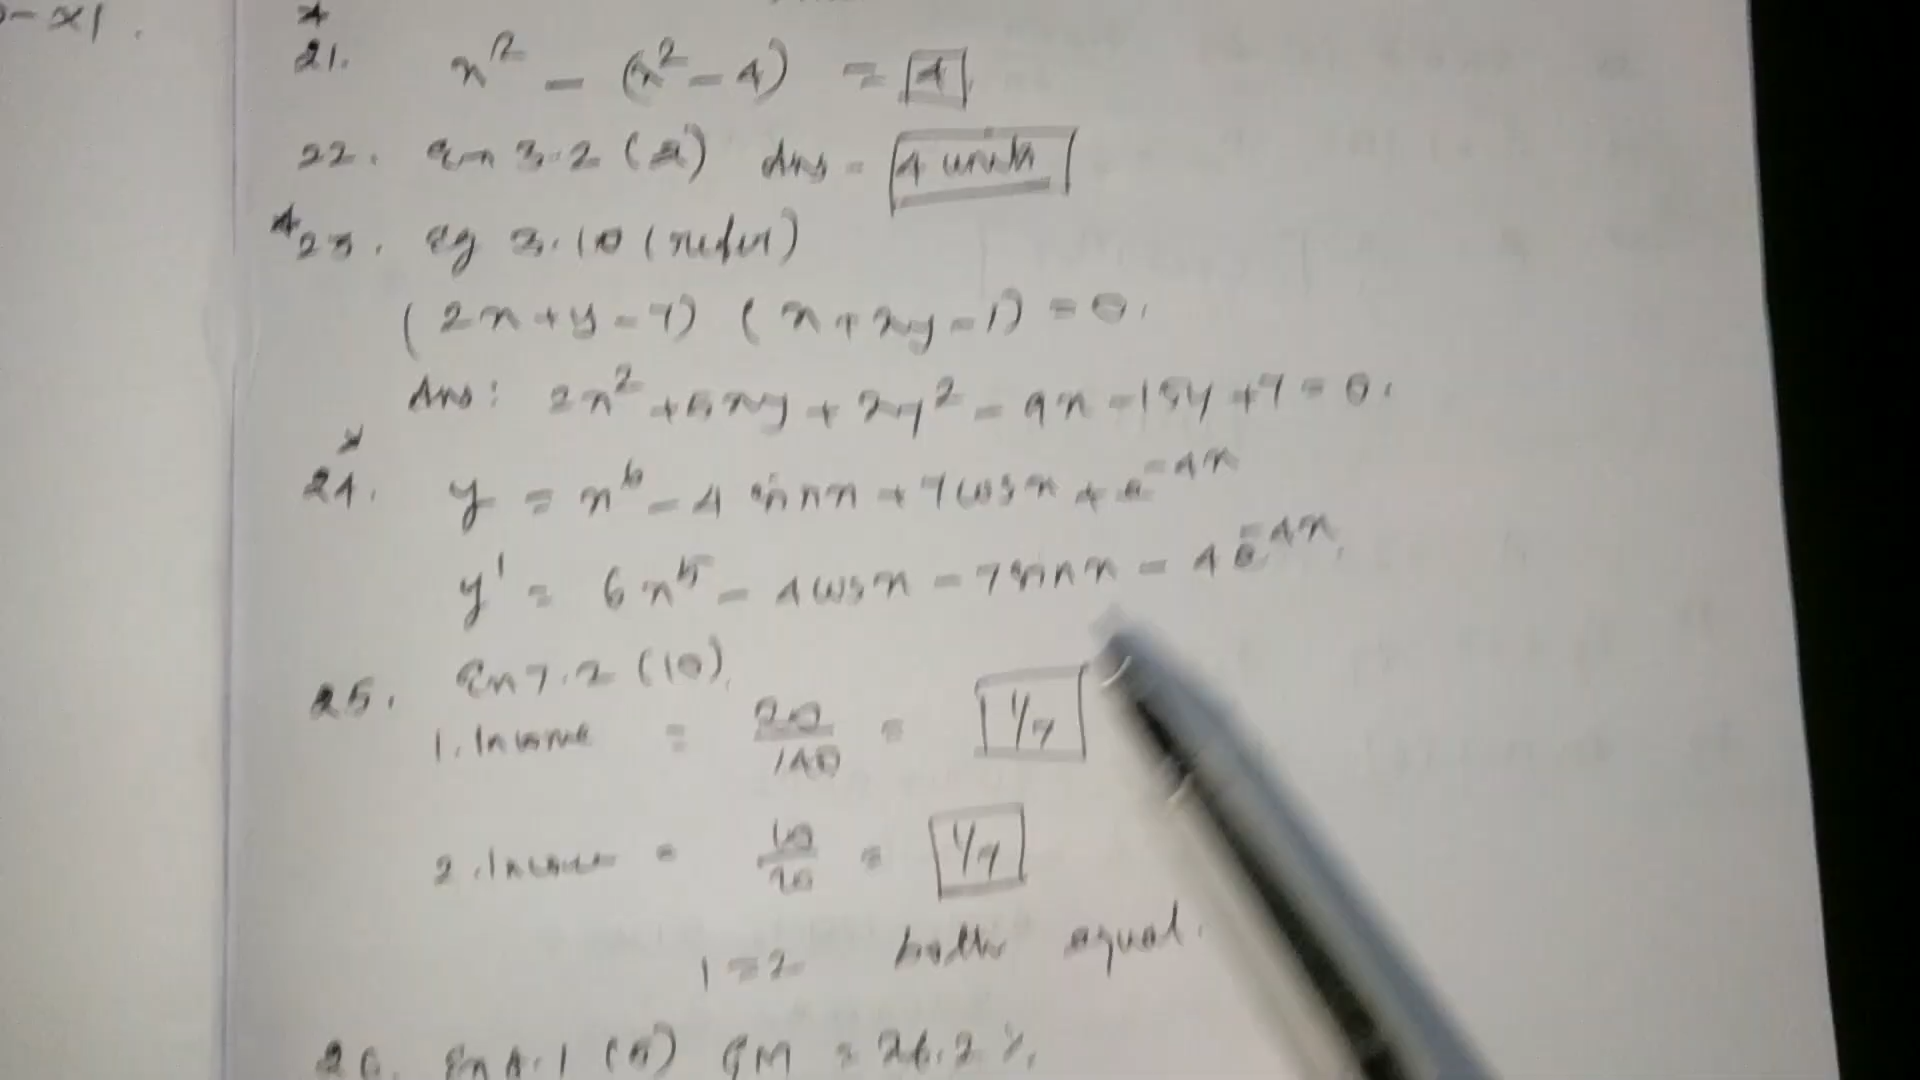 - x1.
21. x² - (x² - 4) = 4
22. Ex 3.2 (2) Ans = 4 units
23. Eg 3.10 (refer)
(2x + y - 7) (x + 2y - 1) = 0.
Ans: 2x² + 5xy + 2y² - 9x - 15y + 7 = 0.
24. y = x⁶ - 4 sin x + 7 cos x + e⁻⁴ˣ
y' = 6x⁵ - 4 cos x - 7 sin x - 4 e⁻⁴ˣ
25. Ex 7.2 (10)
1. Income = 20/140 = 1/7
2. Income = 10/70 = 1/7
1 = 2 both equal.
26. Ex 6.1 (5) GM = 26.2 %